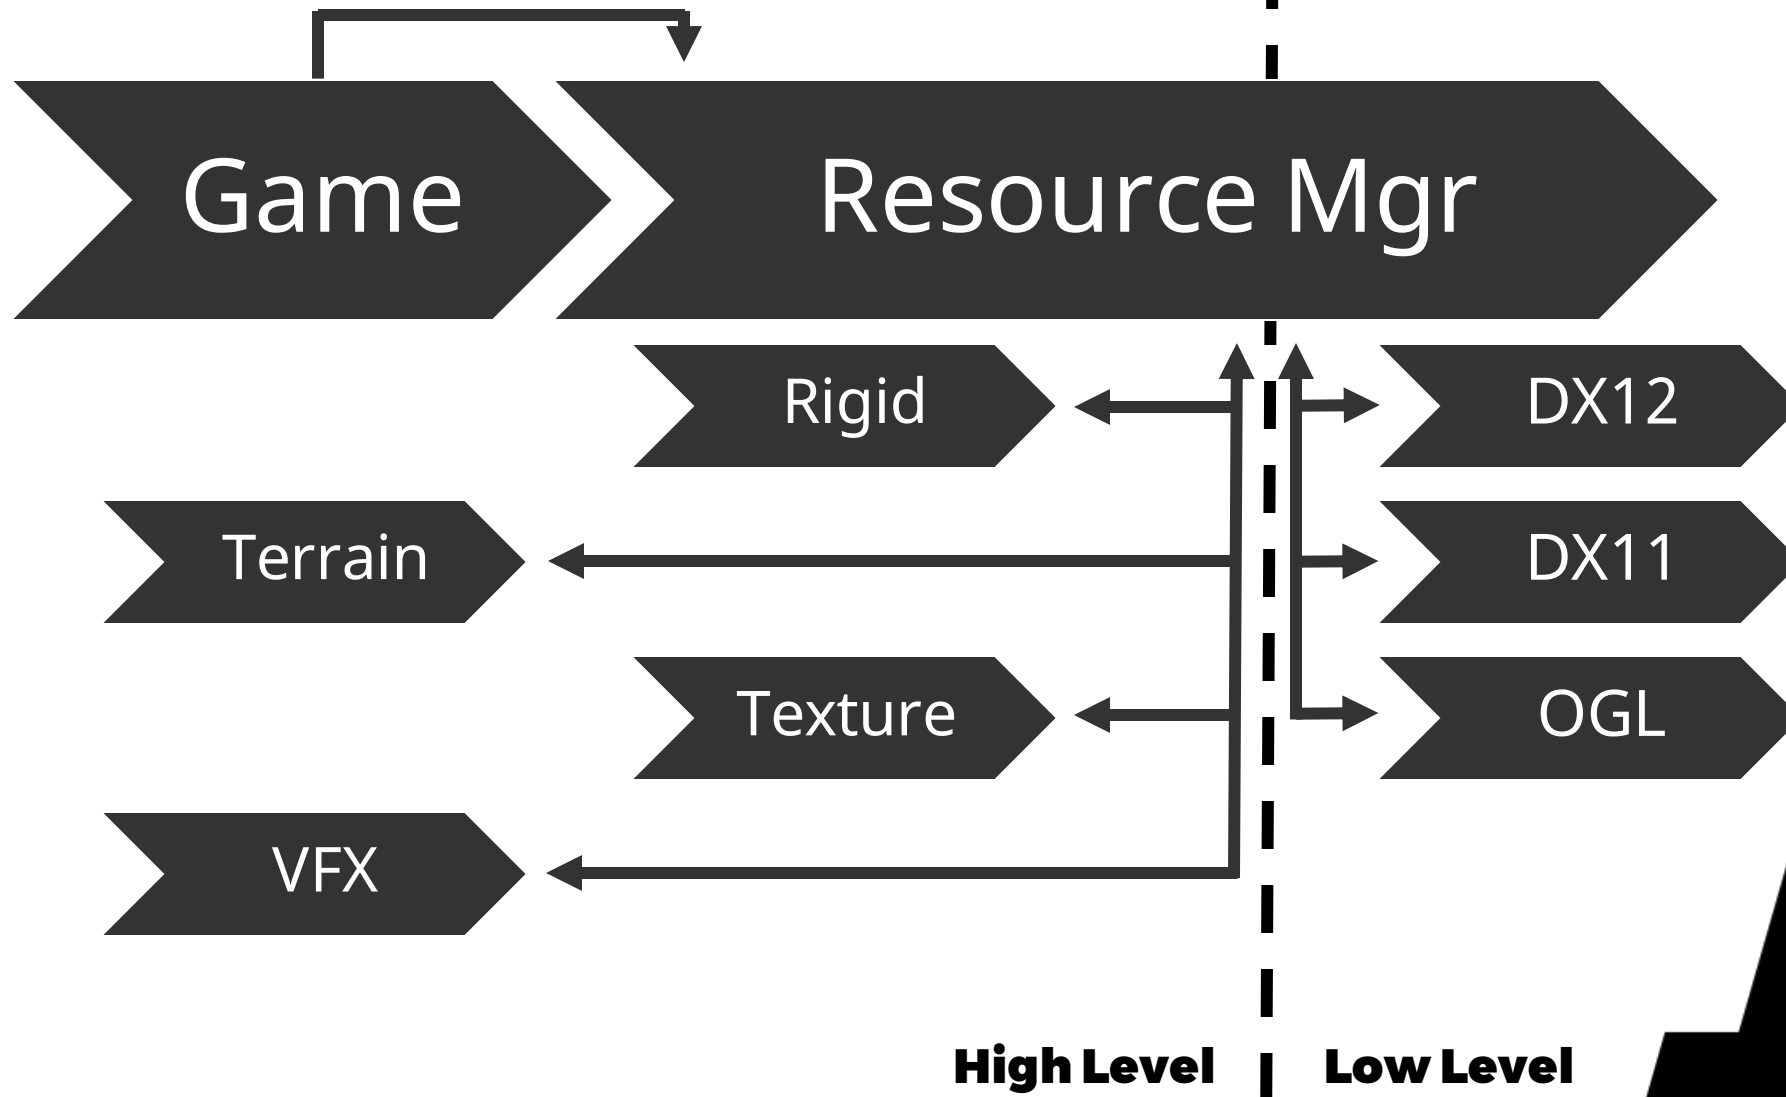 Game
Resource Mgr
Rigid
DX12
Terrain
DX11
Texture
OGL
VFX
High Level
Low Level